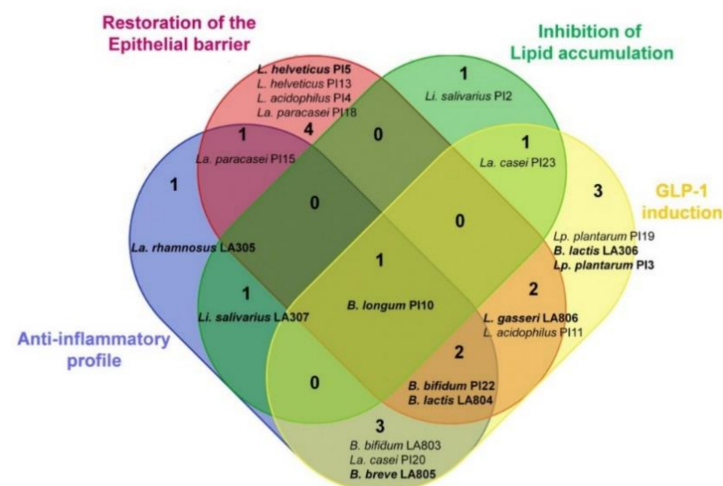 Restoration of the
Epithelial barrier
Inhibition of
Lipid accumulation
L. helveticus PI5
L. helveticus PI13
L. acidophilus PI4
La. paracasei PI18
4
1
Li. salivarius PI2
0
1
La. paracasei PI15
1
La. casei PI23
1
La. rhamnosus LA305
0
0
3
GLP-1
induction
Lp. plantarum PI19
B. lactis LA306
Lp. plantarum PI3
1
B. longum PI10
1
Li. salivarius LA307
2
L. gasseri LA806
L. acidophilus PI11
Anti-inflammatory
profile
0
2
B. bifidum PI22
B. lactis LA804
3
B. bifidum LA803
La. casei PI20
B. breve LA805